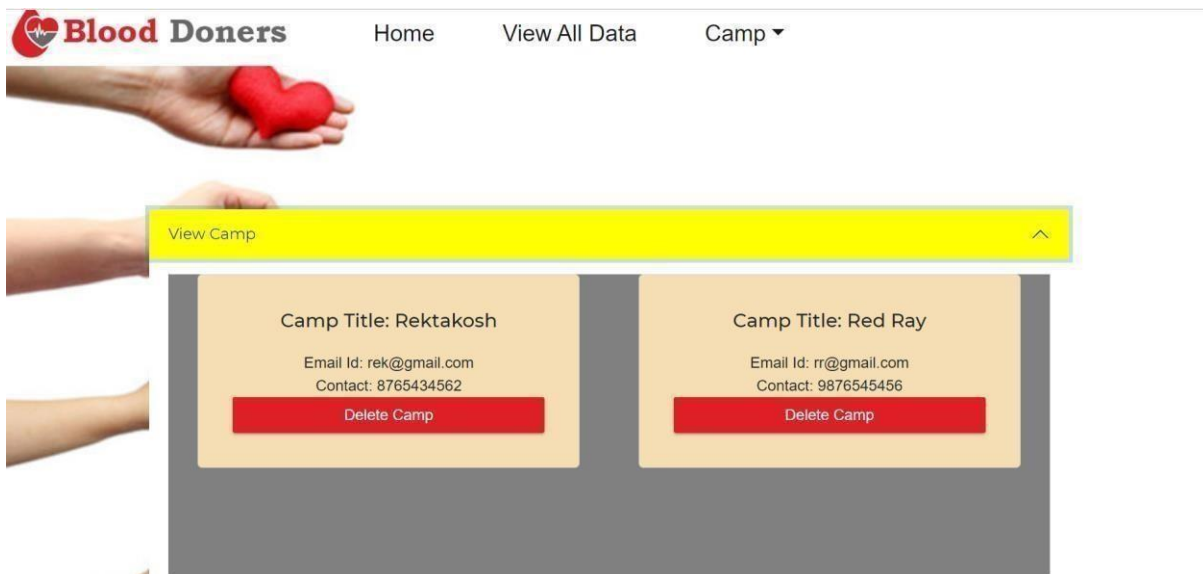 Blood Doners Home View All Data Camp
View Camp
Camp Title: Rektakosh
Email Id: rek@gmail.com
Contact: 8765434562
Delete Camp
Camp Title: Red Ray
Email Id: rr@gmail.com
Contact: 9876545456
Delete Camp